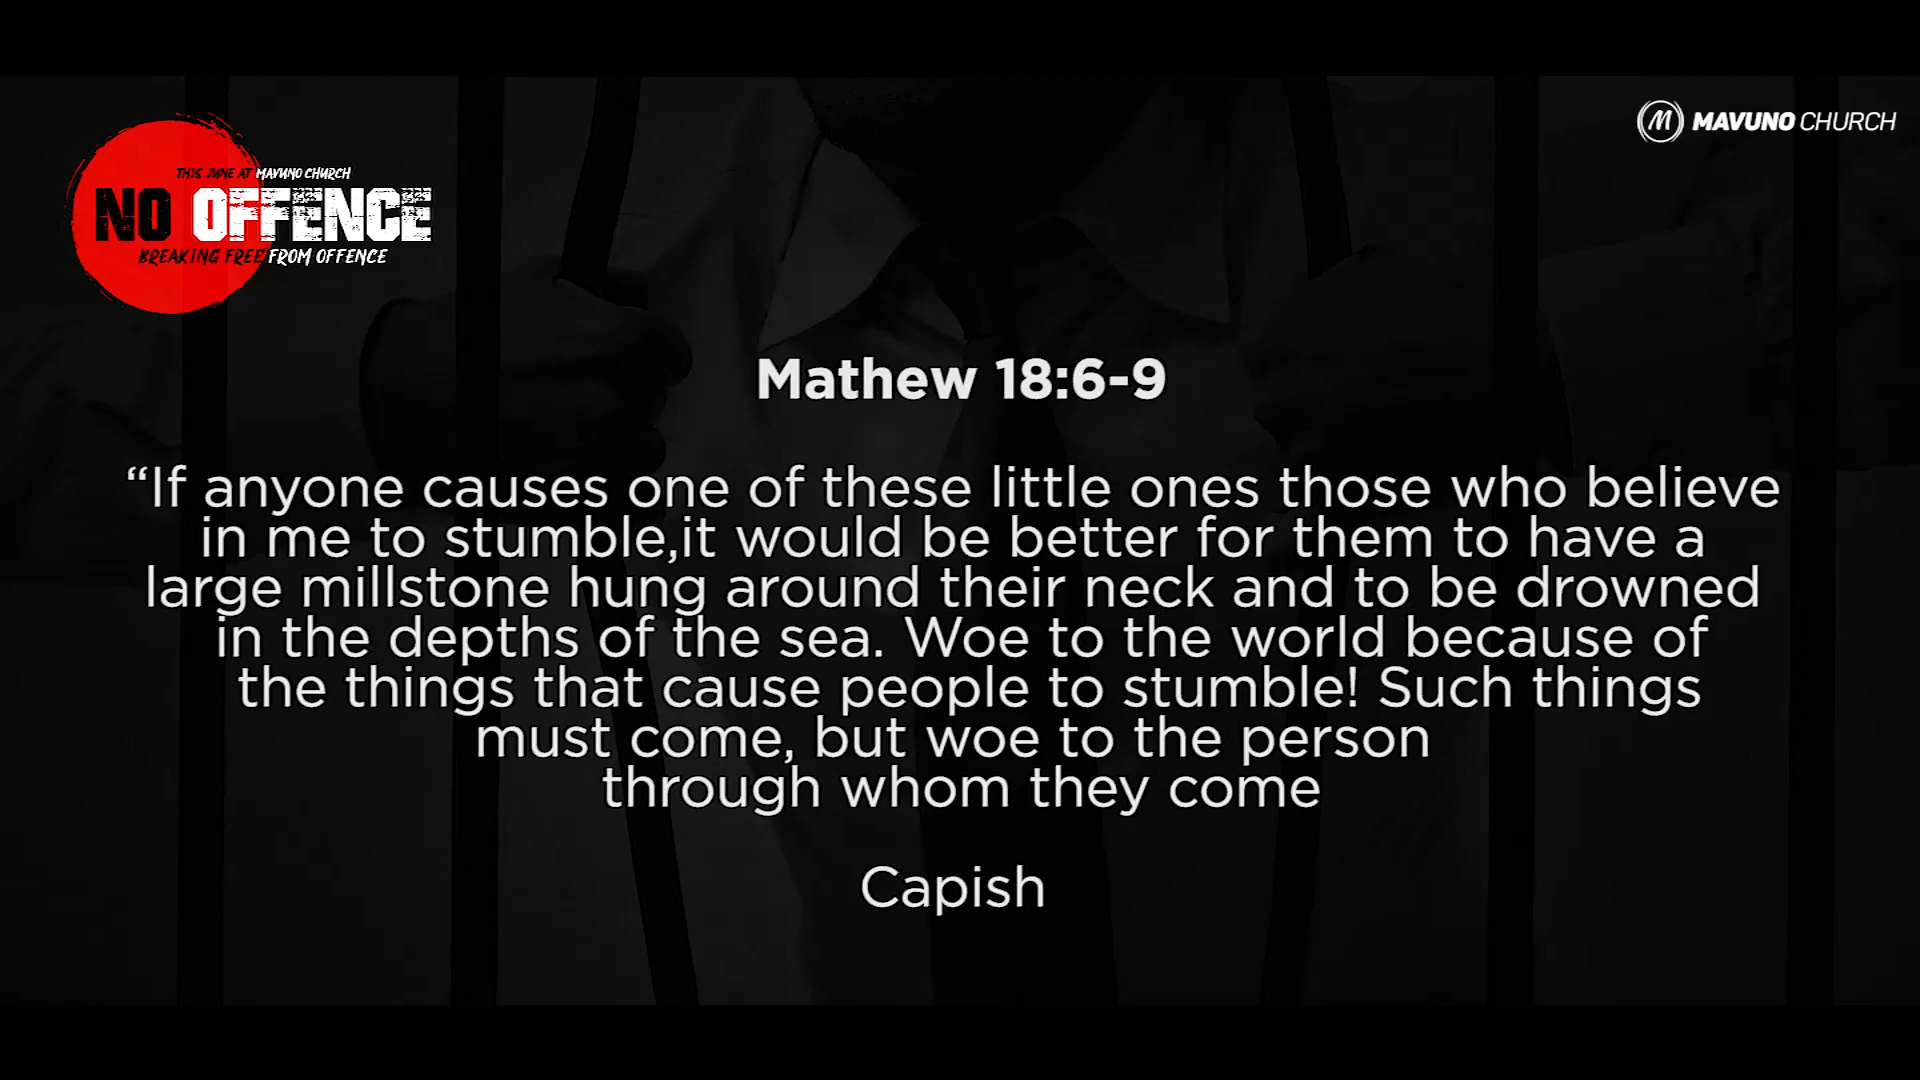 THIS JUNE AT MAVUNO CHURCH
NO OFFENCE
BREAKING FREE FROM OFFENCE
M MAVUNO CHURCH
Mathew 18:6-9
“If anyone causes one of these little ones those who believe
in me to stumble,it would be better for them to have a
large millstone hung around their neck and to be drowned
in the depths of the sea. Woe to the world because of
the things that cause people to stumble! Such things
must come, but woe to the person
through whom they come
Capish